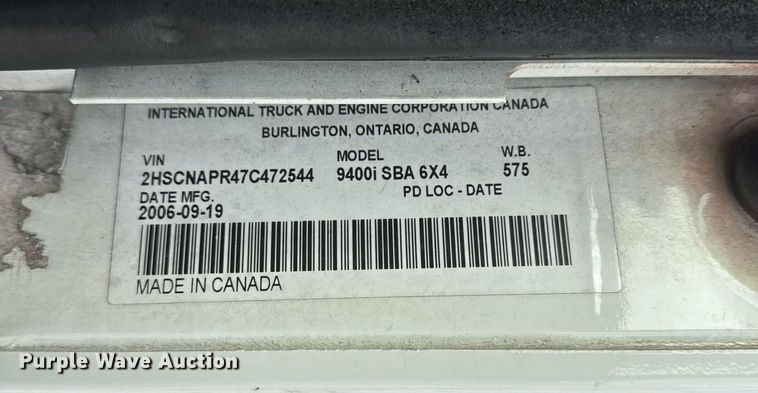 INTERNATIONAL TRUCK AND ENGINE CORPORATION CANADA
BURLINGTON, ONTARIO, CANADA
VIN MODEL W.B.
2HSCNAPR47C472544 9400i SBA 6X4 575
DATE MFG. PD LOC - DATE
2006-09-19
MADE IN CANADA
Purple Wave Auction